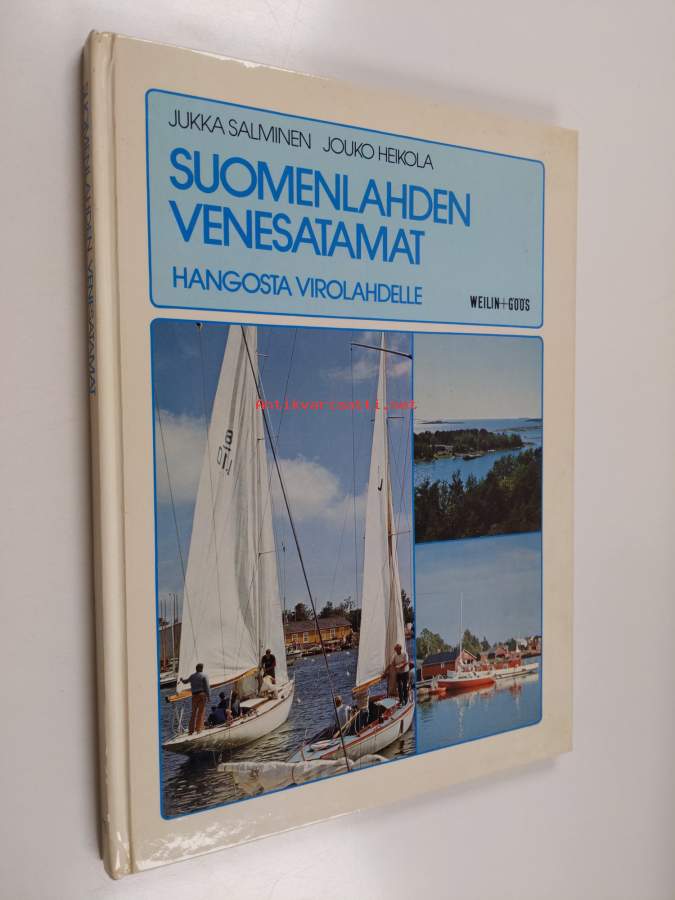 JUKKA SALMINEN JOUKO HEIKOLA
SUOMENLAHDEN
VENESATAMAT
HANGOSTA VIROLAHDELLE
WEILIN+GÖÖS
SUOMENLAHDEN VENESATAMAT
Antikvariaatti.net